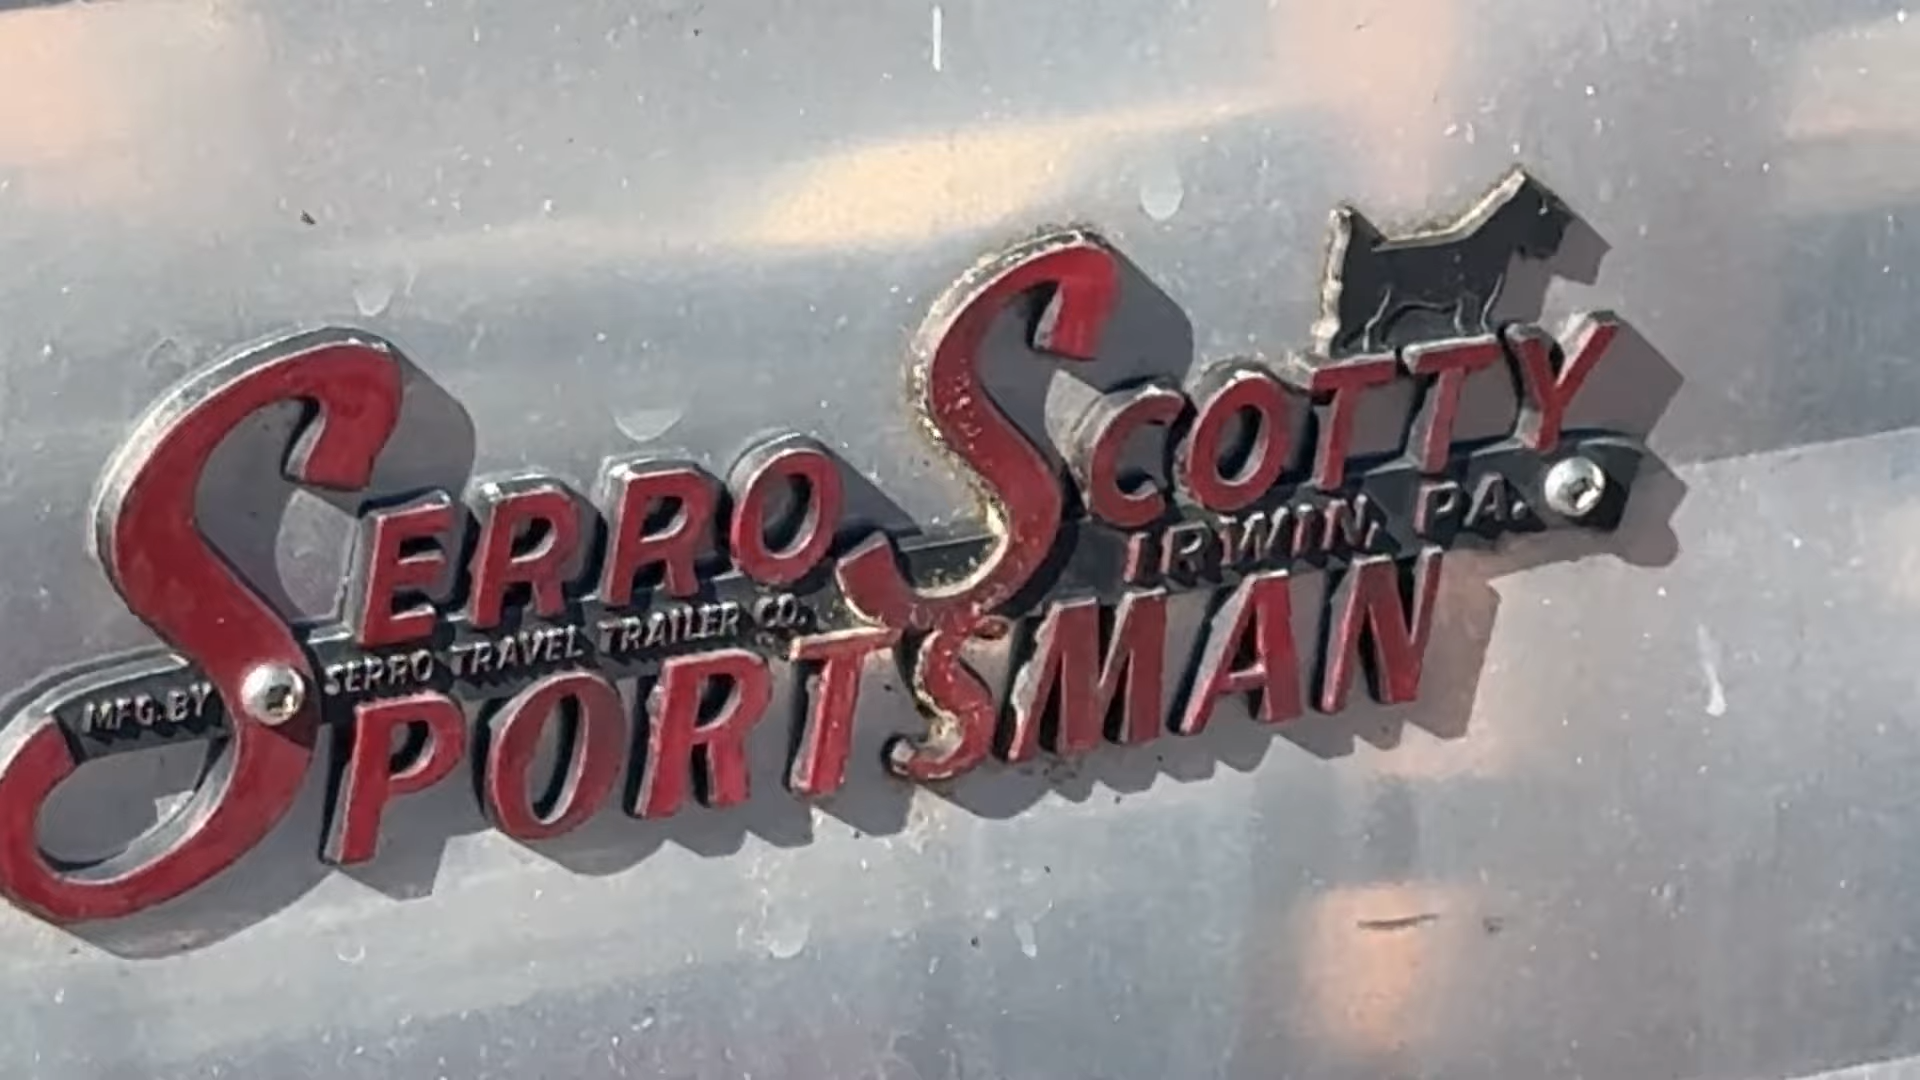 SERRO SCOTTY
MFG. BY SERRO TRAVEL TRAILER CO. IRWIN, PA.
SPORTSMAN